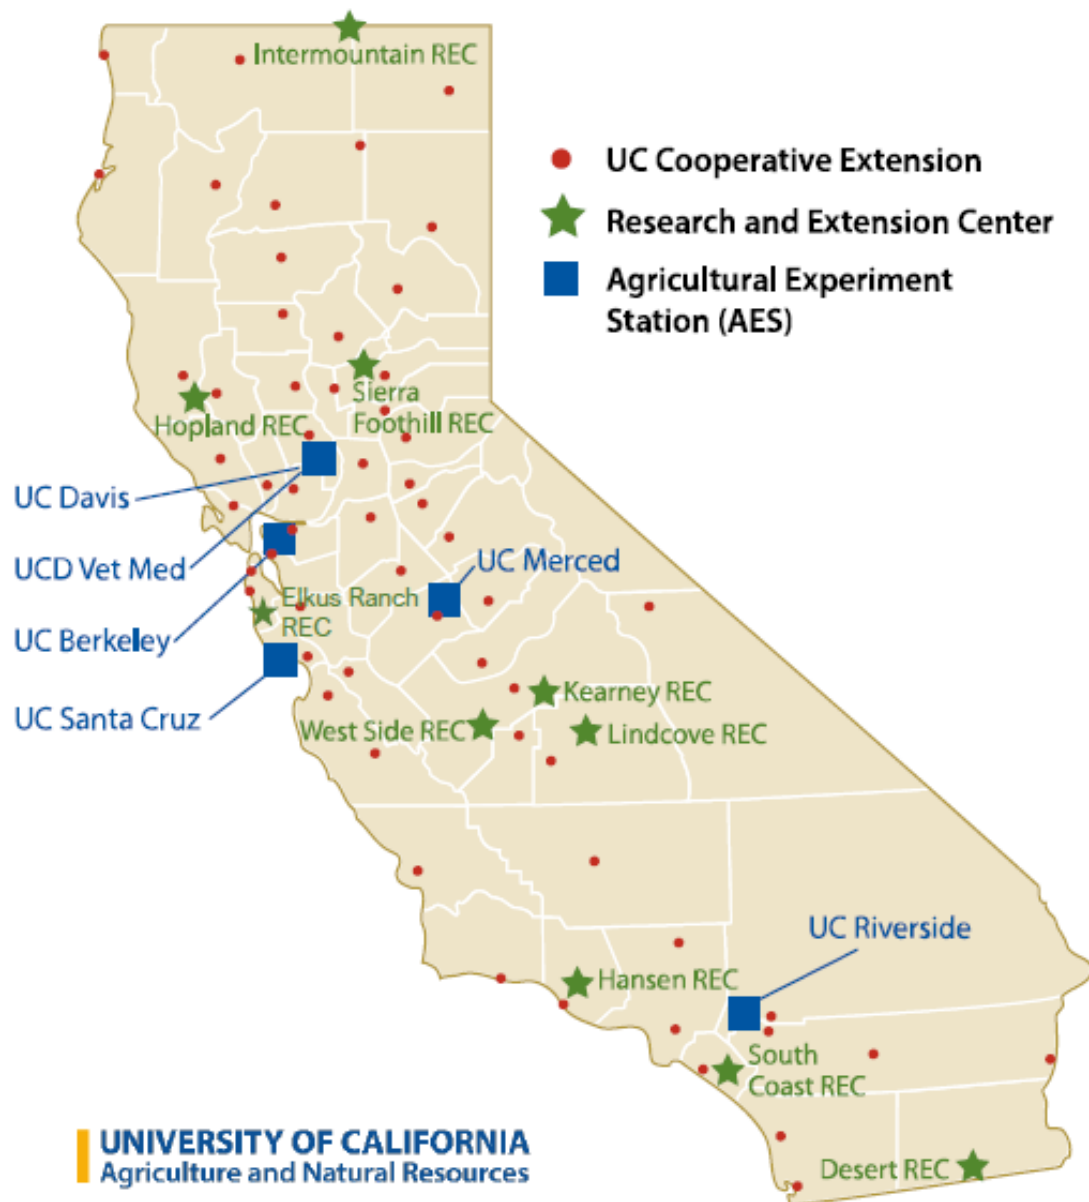 Intermountain REC
UC Cooperative Extension
Research and Extension Center
Agricultural Experiment
Station (AES)
Sierra
Foothill REC
Hopland REC
UC Davis
UCD Vet Med
UC Merced
Elkus Ranch
REC
UC Berkeley
UC Santa Cruz
Kearney REC
West Side REC
Lindcove REC
UC Riverside
Hansen REC
South
Coast REC
Desert REC
UNIVERSITY OF CALIFORNIA
Agriculture and Natural Resources